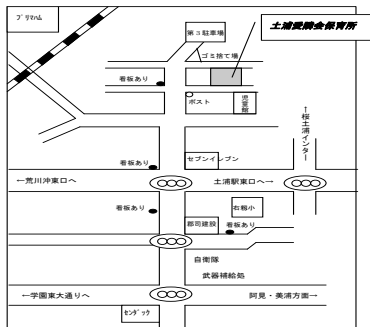 プリマハム
第3駐車場
土浦愛隣会保育所
ゴミ捨て場
看板あり
ポスト
児童館
↑桜土浦インター
看板あり
セブンイレブン
←荒川沖東口へ
土浦駅東口へ→
看板あり
右籾小
郡司建設
看板あり
自衛隊
武器補給処
←学園東大通りへ
阿見・美浦方面→
センダック